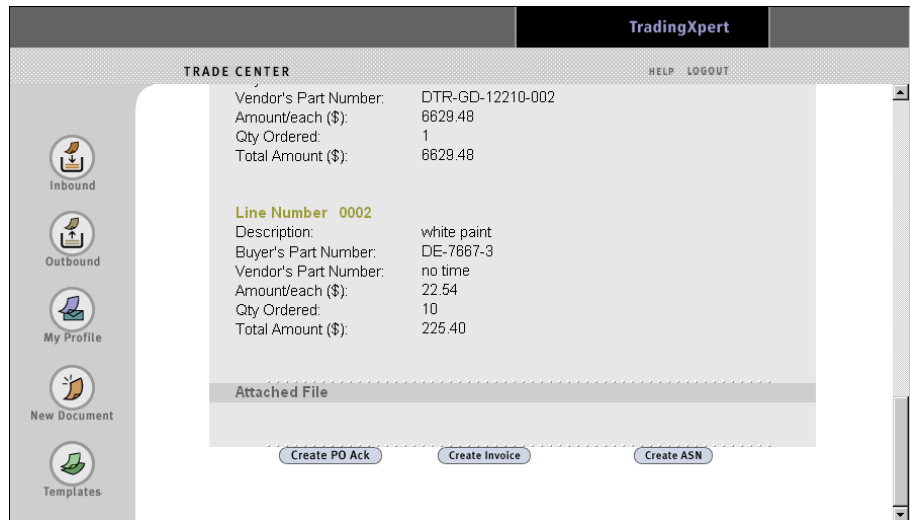 TradingXpert
TRADE CENTER
HELP LOGOUT
Vendor's Part Number: DTR-GD-12210-002
Amount/each ($): 6629.48
Qty Ordered: 1
Total Amount ($): 6629.48
Inbound
Line Number 0002
Description: white paint
Buyer's Part Number: DE-7667-3
Vendor's Part Number: no time
Amount/each ($): 22.54
Qty Ordered: 10
Total Amount ($): 225.40
Outbound
My Profile
Attached File
New Document
Create PO Ack Create Invoice Create ASN
Templates